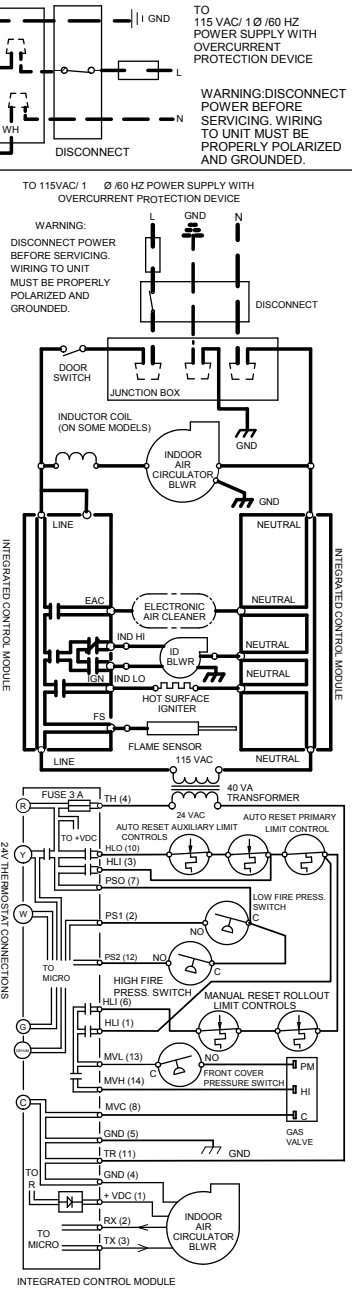 GND
TO
115 VAC/ 1 Ø /60 HZ
POWER SUPPLY WITH
OVERCURRENT
PROTECTION DEVICE
L
N
WH
DISCONNECT
WARNING:DISCONNECT
POWER BEFORE
SERVICING. WIRING
TO UNIT MUST BE
PROPERLY POLARIZED
AND GROUNDED.
TO 115VAC/ 1 Ø /60 HZ POWER SUPPLY WITH
OVERCURRENT PROTECTION DEVICE
WARNING:
DISCONNECT POWER
BEFORE SERVICING.
WIRING TO UNIT
MUST BE PROPERLY
POLARIZED AND
GROUNDED.
L
GND
N
DISCONNECT
DOOR
SWITCH
JUNCTION BOX
GND
INDUCTOR COIL
(ON SOME MODELS)
INDOOR
AIR
CIRCULATOR
BLWR
GND
LINE
NEUTRAL
INTEGRATED CONTROL MODULE
INTEGRATED CONTROL MODULE
EAC
ELECTRONIC
AIR CLEANER
NEUTRAL
IND HI
ID
BLWR
NEUTRAL
IGN
IND LO
NEUTRAL
HOT SURFACE
IGNITER
FS
FLAME SENSOR
LINE
115 VAC
NEUTRAL
40 VA
TRANSFORMER
24 VAC
FUSE 3 A
R
TH (4)
TO +VDC
AUTO RESET AUXILIARY LIMIT
CONTROLS
AUTO RESET PRIMARY
LIMIT CONTROL
Y
HLO (10)
HLI (3)
PSO (7)
24V THERMOSTAT CONNECTIONS
W
PS1 (2)
NO
C
LOW FIRE PRESS.
SWITCH
PS2 (12)
NO
C
HIGH FIRE
PRESS. SWITCH
TO
MICRO
HLI (6)
HLI (1)
MANUAL RESET ROLLOUT
LIMIT CONTROLS
G
MVL (13)
C
NO
FRONT COVER
PRESSURE SWITCH
PM
HI
C
GAS
VALVE
MVH (14)
C
MVC (8)
GND (5)
GND
TR (11)
TO
R
GND (4)
+ VDC (1)
RX (2)
TX (3)
TO
MICRO
INDOOR
AIR
CIRCULATOR
BLWR
INTEGRATED CONTROL MODULE